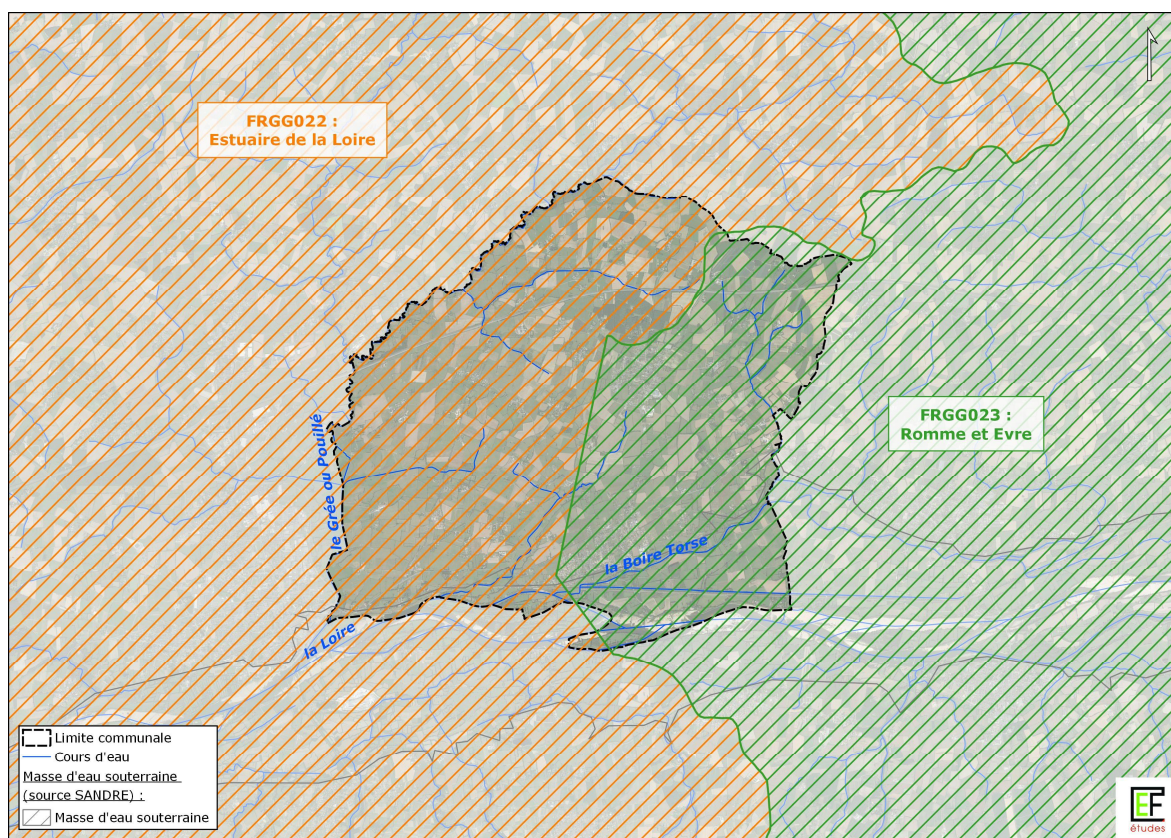 FRGG022 :
Estuaire de la Loire
FRGG023 :
Romme et Evre
le Grée ou Pouillé
la Boire Torse
la Loire
Limite communale
Cours d'eau
Masse d'eau souterraine
(source SANDRE) :
Masse d'eau souterraine
EF
études